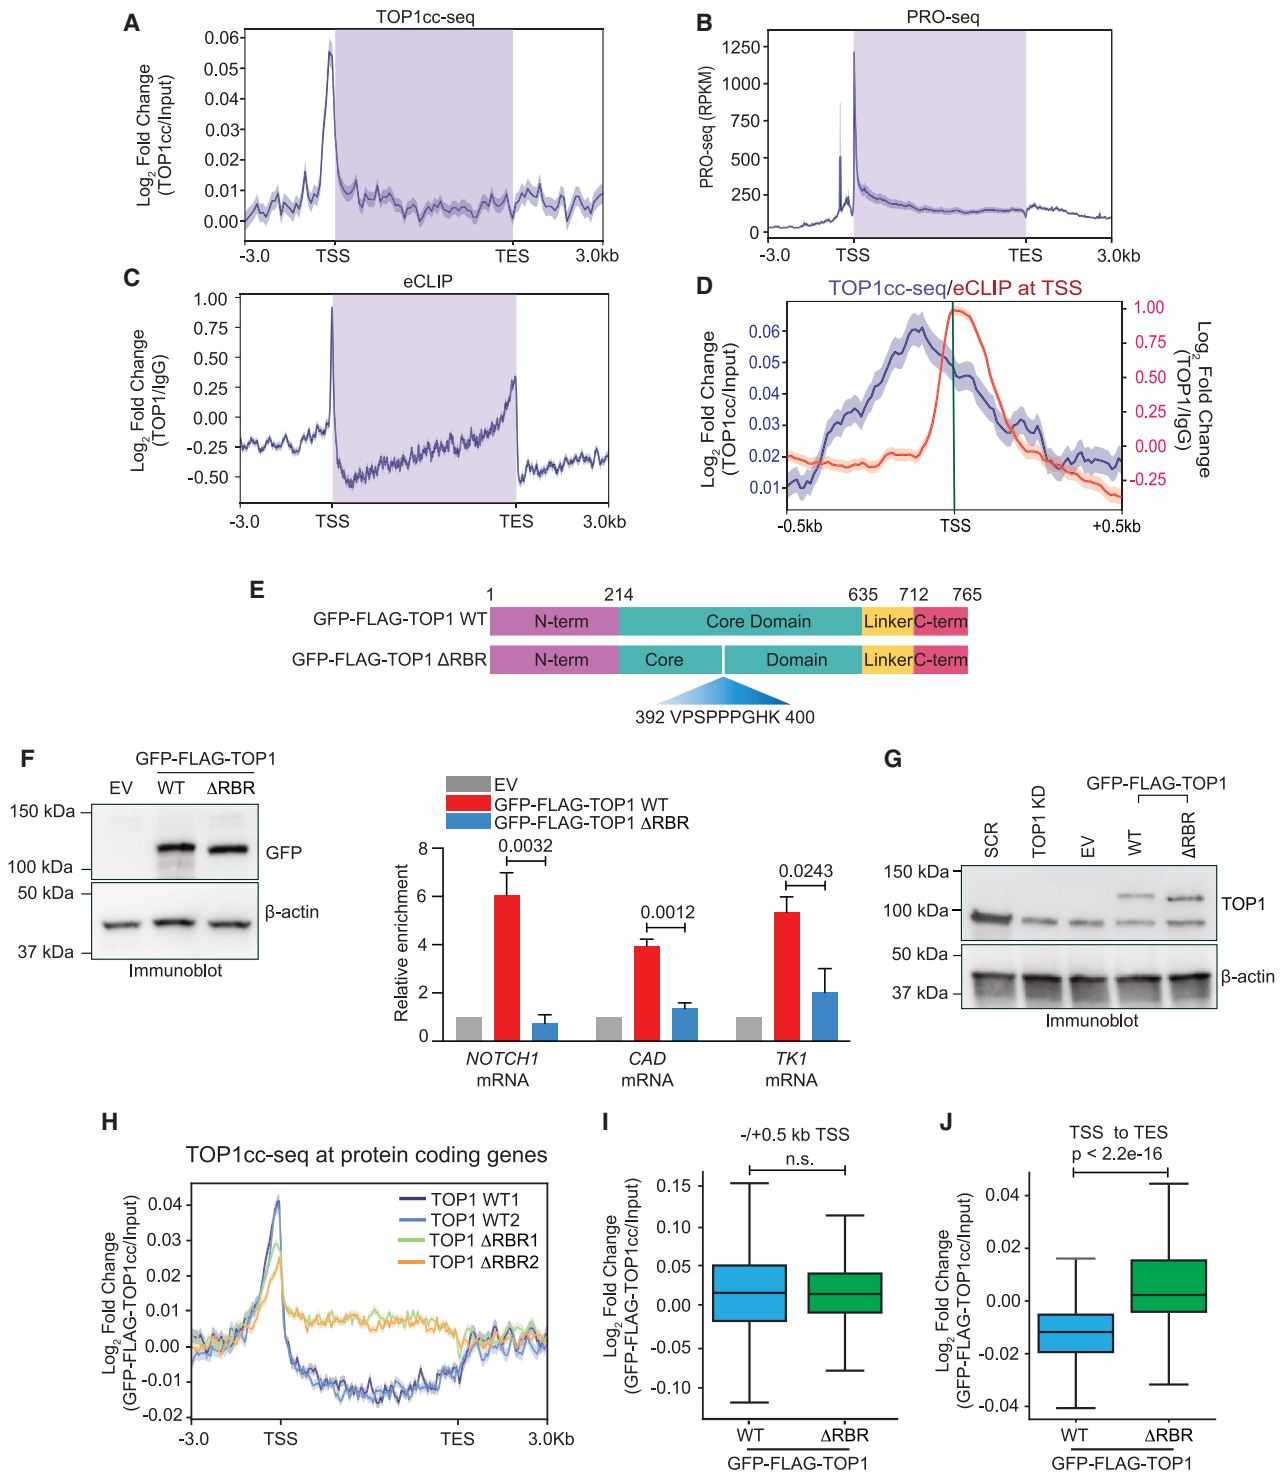 A
TOP1cc-seq
Log2 Fold Change
(TOP1cc/Input)
0.06
0.05
0.04
0.03
0.02
0.01
0.00
-3.0
TSS
TES
3.0kb
B
PRO-seq
PRO-seq (RPKM)
1250
1000
750
500
250
0
-3.0
TSS
TES
3.0kb
C
eCLIP
Log2 Fold Change
(TOP1/IgG)
1.00
0.75
0.50
0.25
0.00
-0.25
-0.50
-3.0
TSS
TES
3.0kb
D
TOP1cc-seq/eCLIP at TSS
Log2 Fold Change
(TOP1cc/Input)
0.06
0.05
0.04
0.03
0.02
0.01
1.00
0.75
0.50
0.25
0.00
-0.25
Log2 Fold Change
(TOP1/IgG)
-0.5kb
TSS
+0.5kb
E
1 214 635 712 765
GFP-FLAG-TOP1 WT N-term Core Domain Linker C-term
GFP-FLAG-TOP1 ΔRBR N-term Core Domain Linker C-term
392 VPSPPPGHK 400
F
GFP-FLAG-TOP1
EV WT ΔRBR
150 kDa
100 kDa
GFP
50 kDa
37 kDa
β-actin
Immunoblot
EV
GFP-FLAG-TOP1 WT
GFP-FLAG-TOP1 ΔRBR
Relative enrichment
8
6
4
2
0
0.0032
0.0012
0.0243
NOTCH1
mRNA
CAD
mRNA
TK1
mRNA
G
GFP-FLAG-TOP1
SCR
TOP1 KD
EV
WT
ΔRBR
150 kDa
100 kDa
TOP1
50 kDa
37 kDa
β-actin
Immunoblot
H
TOP1cc-seq at protein coding genes
Log2 Fold Change
(GFP-FLAG-TOP1cc/Input)
0.04
0.03
0.02
0.01
0.00
-0.01
-0.02
TOP1 WT1
TOP1 WT2
TOP1 ΔRBR1
TOP1 ΔRBR2
-3.0
TSS
TES
3.0Kb
I
-/+0.5 kb TSS
n.s.
Log2 Fold Change
(GFP-FLAG-TOP1cc/Input)
0.15
0.10
0.05
0.00
-0.05
-0.10
WT
ΔRBR
GFP-FLAG-TOP1
J
TSS to TES
p < 2.2e-16
Log2 Fold Change
(GFP-FLAG-TOP1cc/Input)
0.04
0.02
0.00
-0.02
-0.04
WT
ΔRBR
GFP-FLAG-TOP1